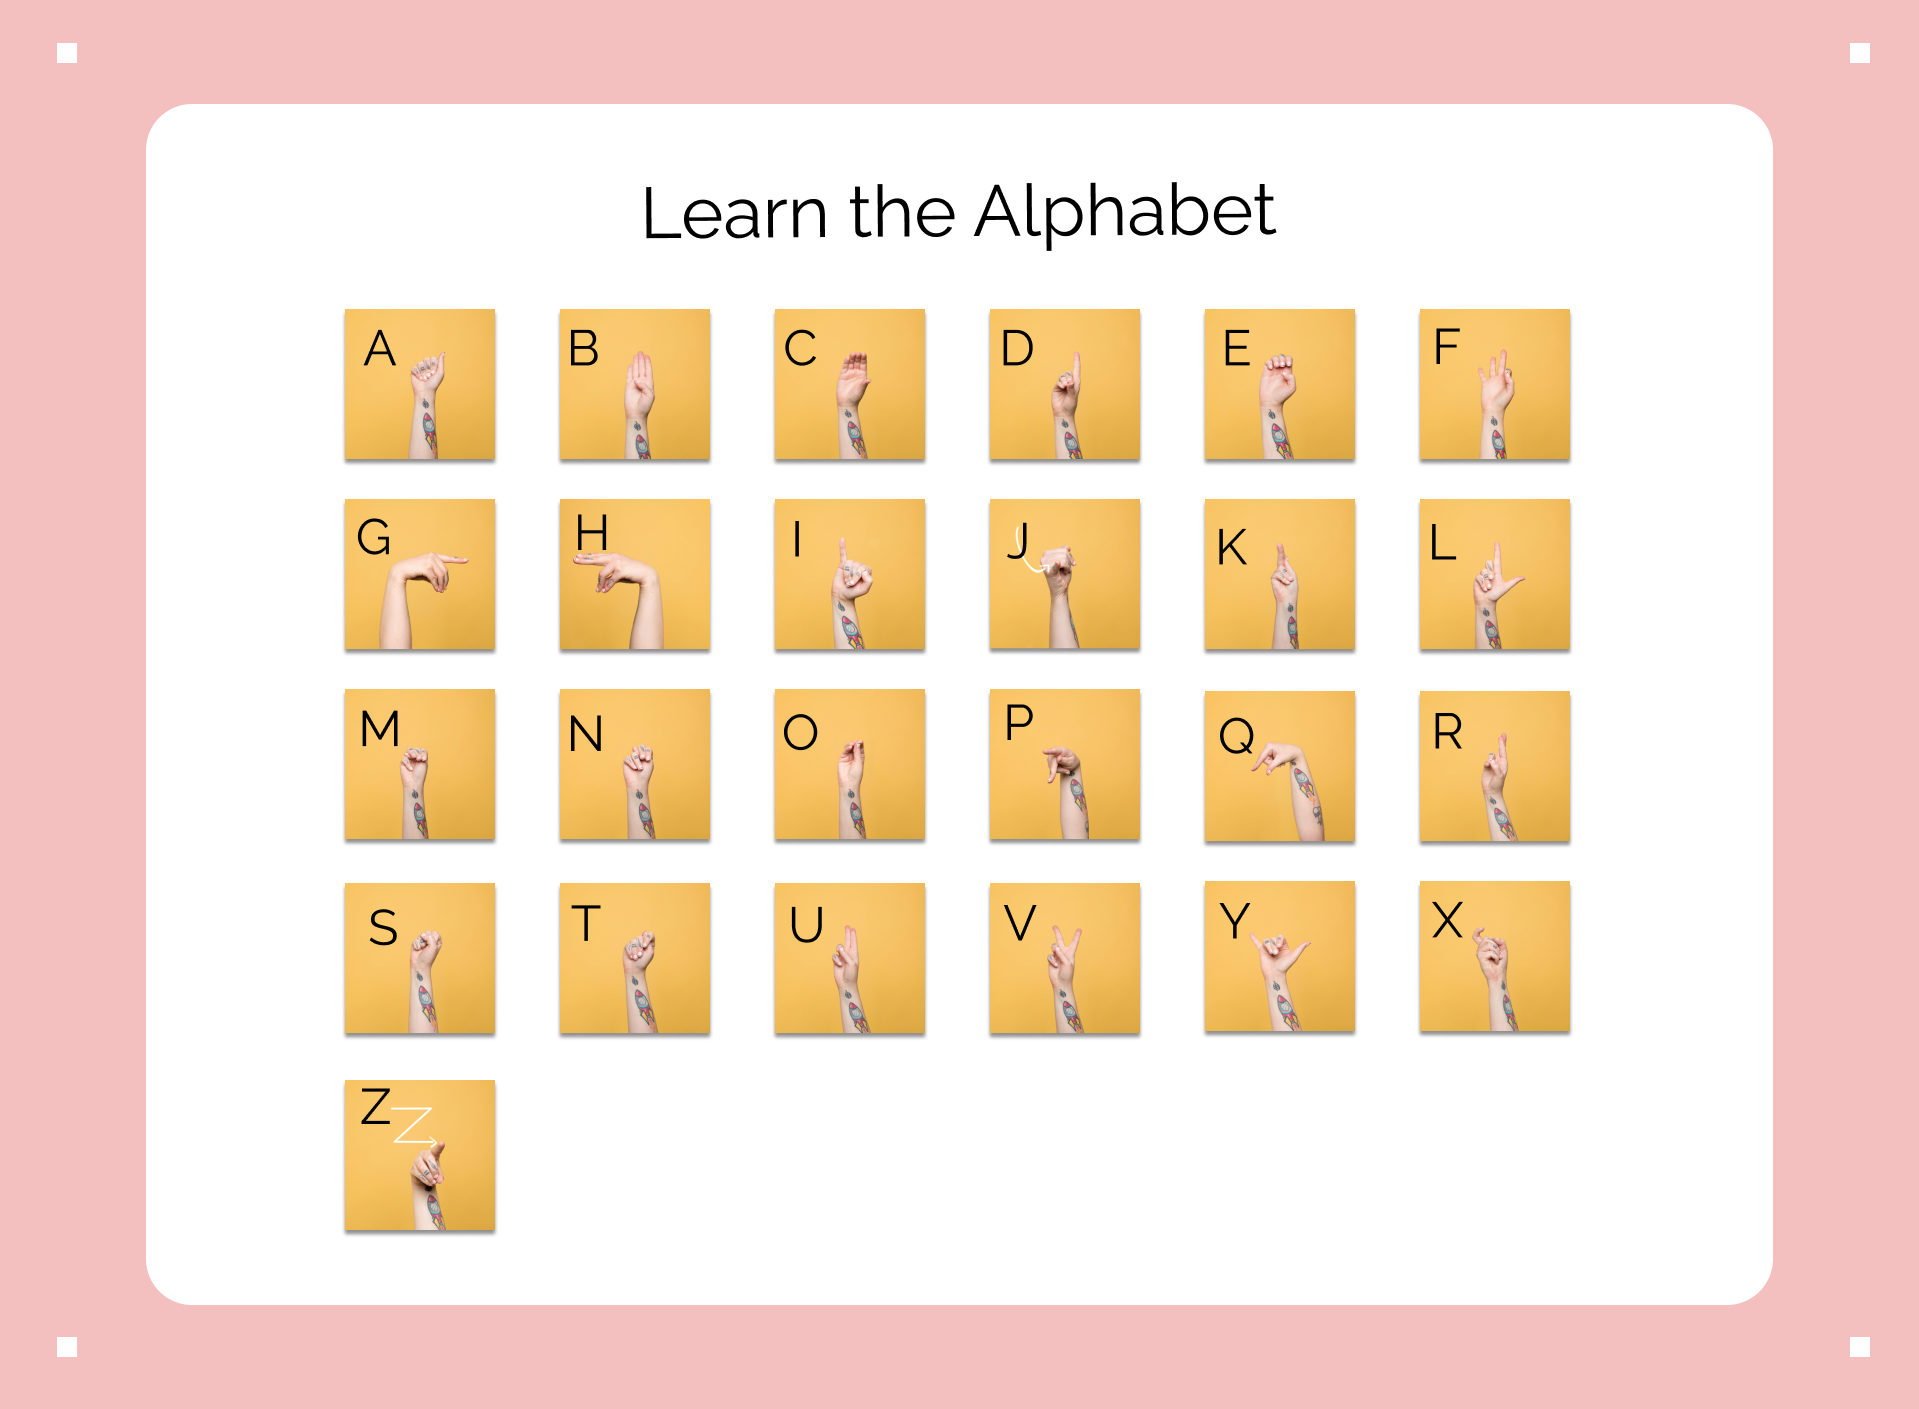 Learn the Alphabet
A B C D E F
G H I J K L
M N O P Q R
S T U V Y X
Z